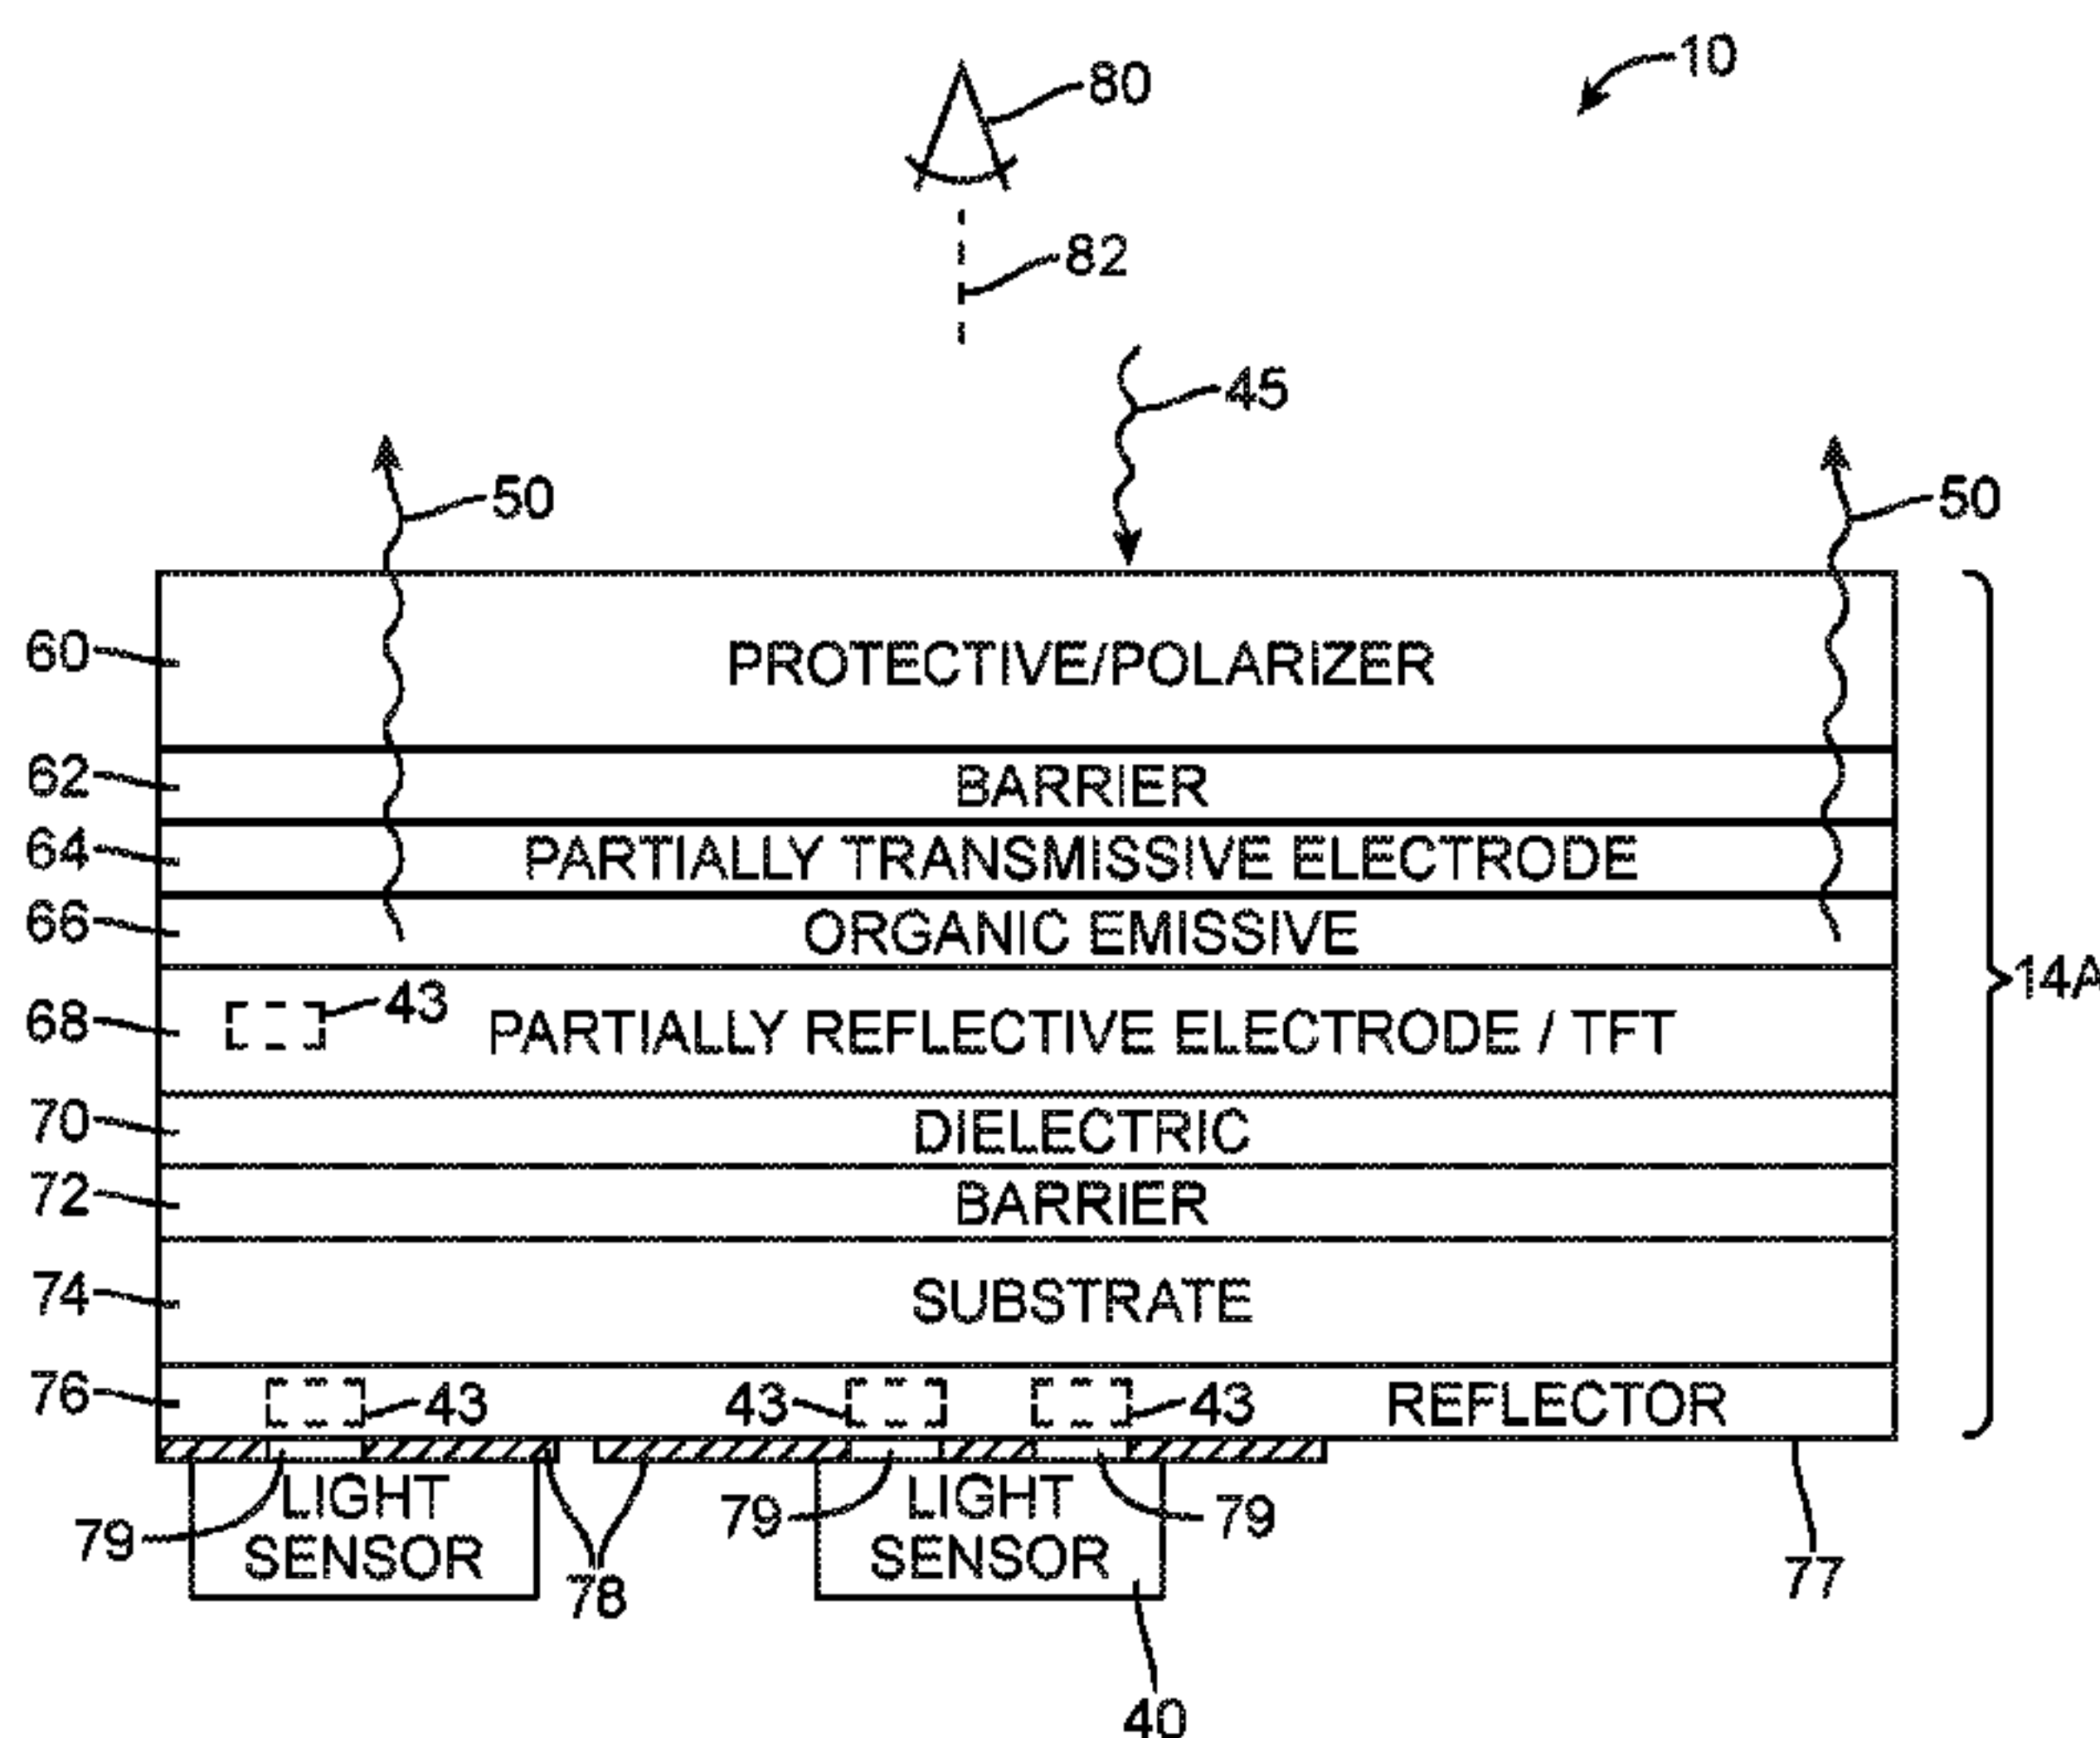 10
80
82
45
50
50
60
PROTECTIVE/POLARIZER
62
BARRIER
64
PARTIALLY TRANSMISSIVE ELECTRODE
66
ORGANIC EMISSIVE
14A
68
43
PARTIALLY REFLECTIVE ELECTRODE / TFT
70
DIELECTRIC
72
BARRIER
74
SUBSTRATE
76
43
43
43
REFLECTOR
79
LIGHT
SENSOR
78
79
LIGHT
SENSOR
79
77
40